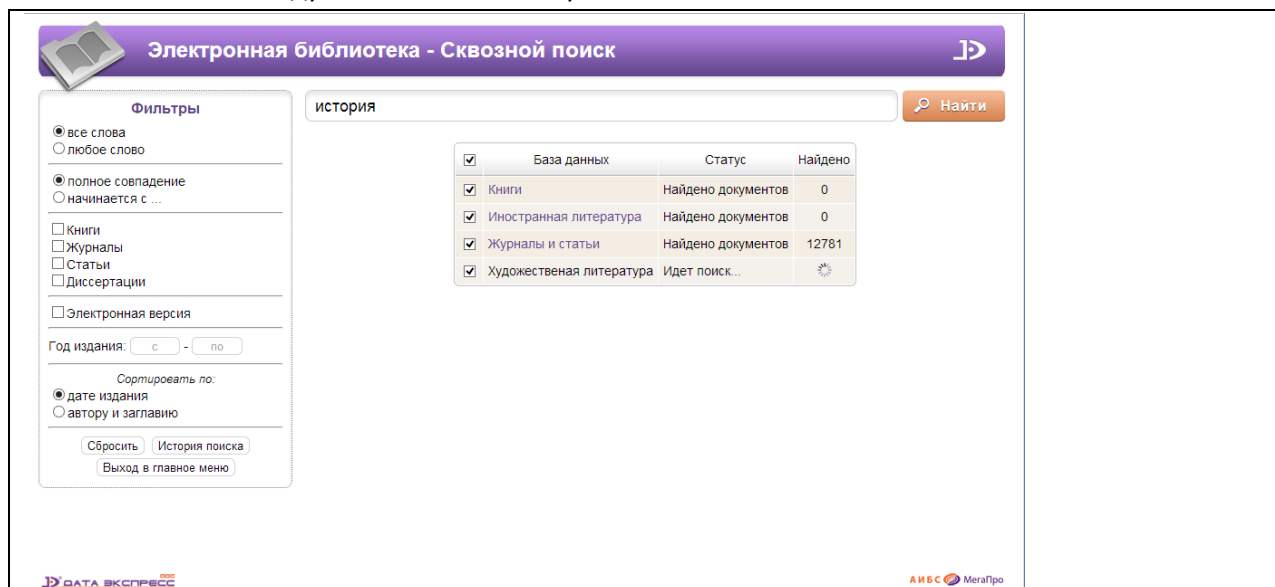 Электронная библиотека - Сквозной поиск
Фильтры
все слова
любое слово
полное совпадение
начинается с ...
Книги
Журналы
Статьи
Диссертации
Электронная версия
Год издания: с - по
Сортировать по:
дате издания
автору и заглавию
Сбросить История поиска
Выход в главное меню
история Найти
База данных Статус Найдено
Книги Найдено документов 0
Иностранная литература Найдено документов 0
Журналы и статьи Найдено документов 12781
Художественая литература Идет поиск...
ДАТА ЭКСПРЕСС
АИБС МегаПро